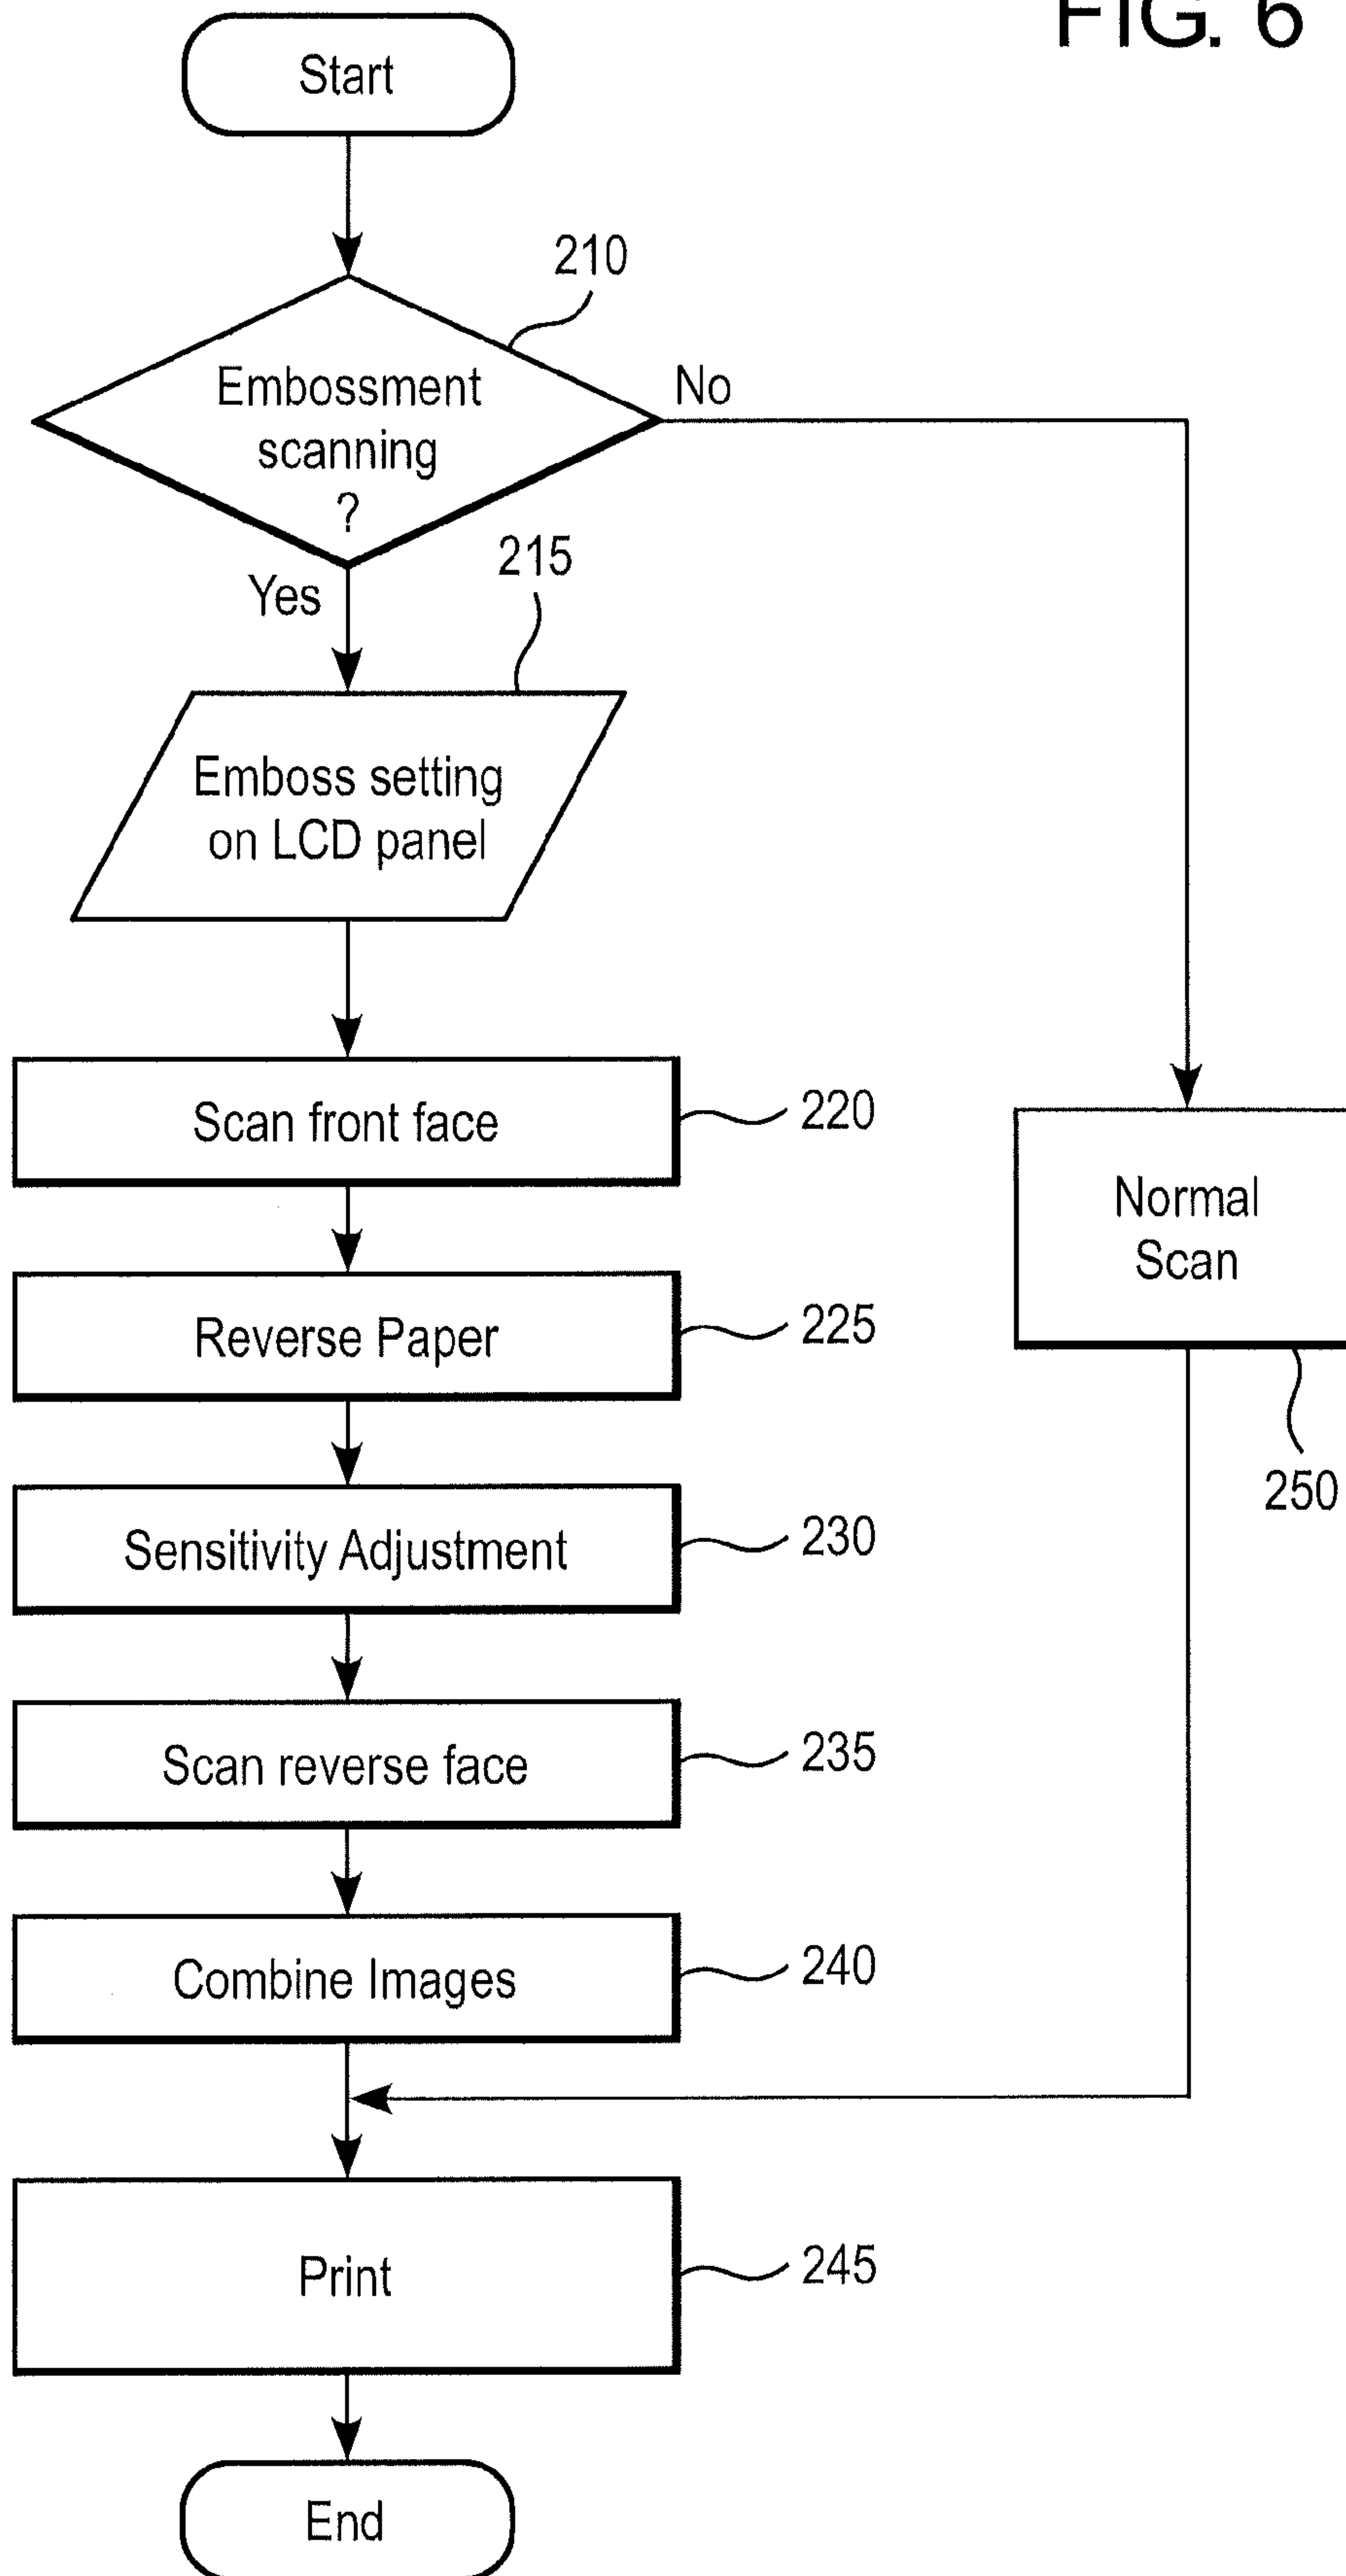 FIG. 6
Start
210
Embossment
scanning
?
No
Yes
215
Emboss setting
on LCD panel
Scan front face
220
Normal
Scan
250
Reverse Paper
225
Sensitivity Adjustment
230
Scan reverse face
235
Combine Images
240
Print
245
End